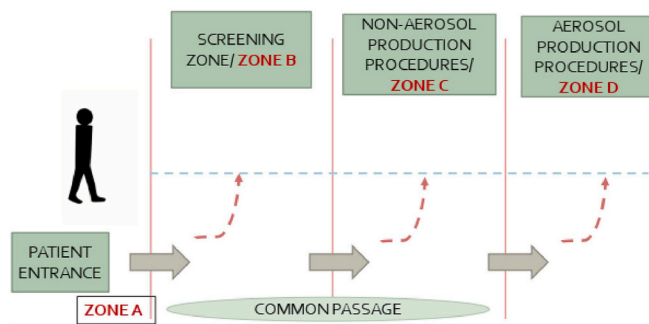 SCREENING
ZONE/ ZONE B
NON-AEROSOL
PRODUCTION
PROCEDURES/
ZONE C
AEROSOL
PRODUCTION
PROCEDURES/
ZONE D
PATIENT
ENTRANCE
ZONE A
COMMON PASSAGE